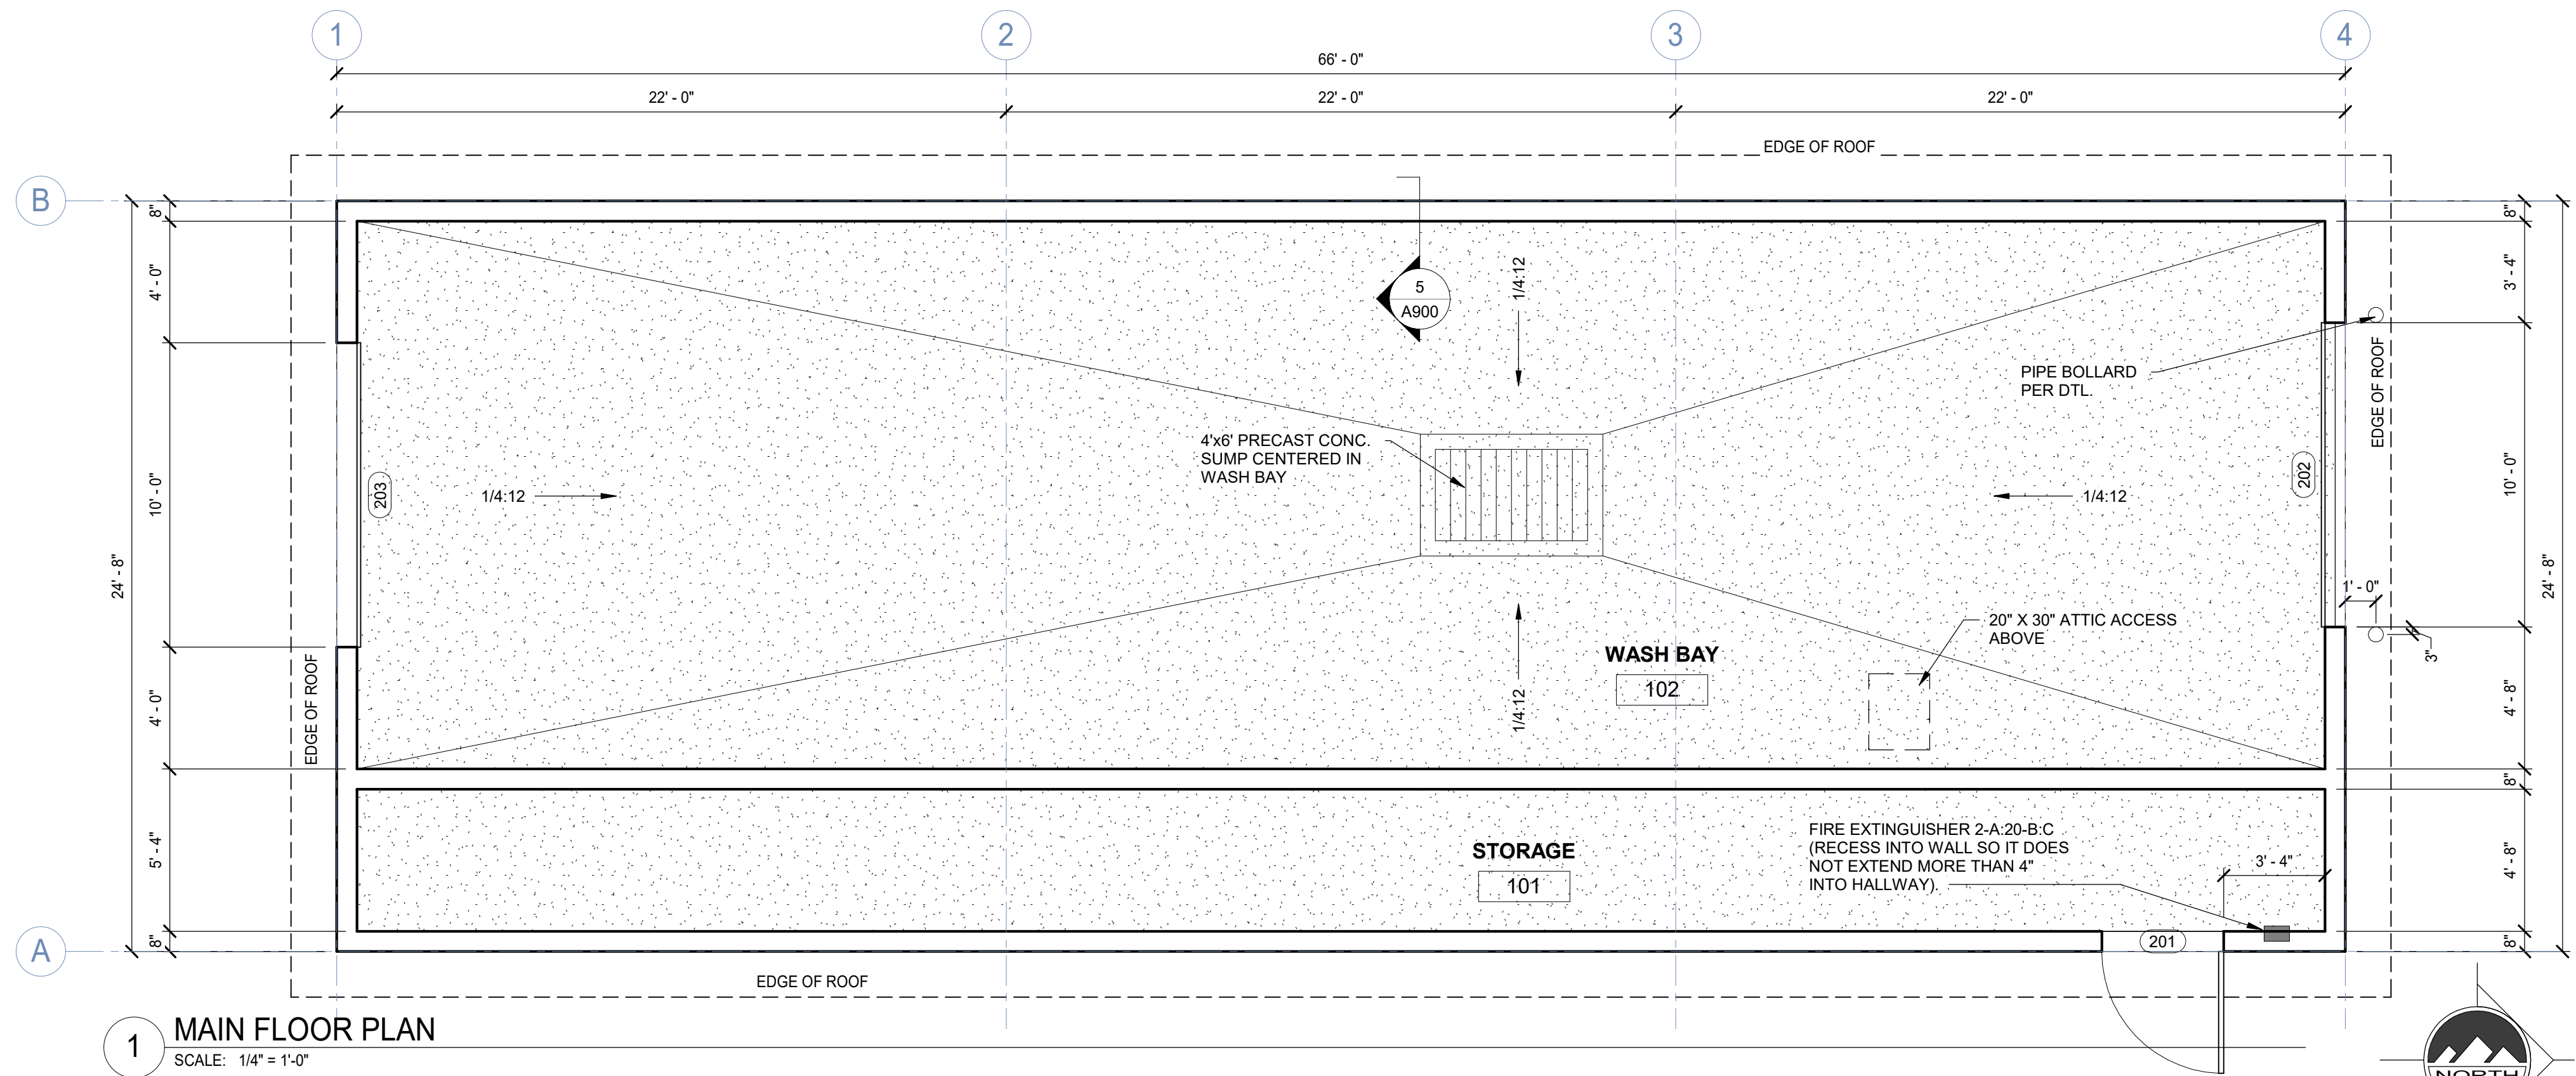 1
2
3
4
66' - 0"
22' - 0"
22' - 0"
22' - 0"
EDGE OF ROOF
B
8"
8"
4' - 0"
3' - 4"
5
A900
1/4:12
PIPE BOLLARD
PER DTL.
EDGE OF ROOF
4'x6' PRECAST CONC.
SUMP CENTERED IN
WASH BAY
203
202
10' - 0"
10' - 0"
1/4:12
1/4:12
24' - 8"
24' - 8"
1' - 0"
3"
20" X 30" ATTIC ACCESS
ABOVE
WASH BAY
102
1/4:12
EDGE OF ROOF
4' - 0"
4' - 8"
8"
5' - 4"
STORAGE
101
FIRE EXTINGUISHER 2-A:20-B:C
(RECESS INTO WALL SO IT DOES
NOT EXTEND MORE THAN 4"
INTO HALLWAY).
3' - 4"
4' - 8"
A
8"
201
8"
EDGE OF ROOF
1
MAIN FLOOR PLAN
SCALE: 1/4" = 1'-0"
NORTH